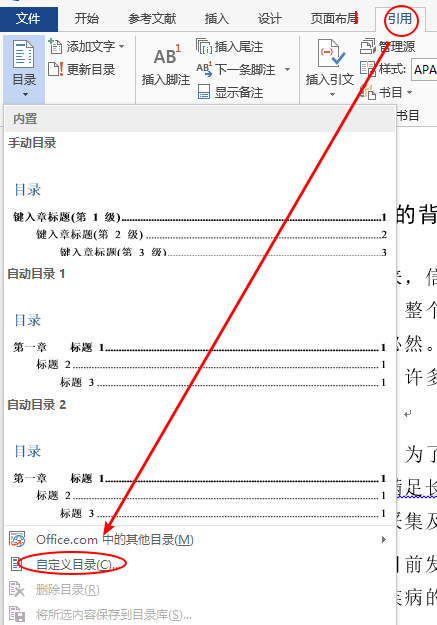 文件 开始 参考文献 插入 设计 页面布局 引用
目录
添加文字
更新目录
AB1
插入脚注
插入尾注
下一条脚注
显示备注
插入引文
管理源
样式: APA
书目
书目
内置
手动目录
目录
键入章标题(第 1 级)...1
键入章标题(第 2 级)...2
键入章标题(第 3 级)...3
自动目录 1
目录
第一章 标题 1...1
标题 2...1
标题 3...1
自动目录 2
目录
第一章 标题 1...1
标题 2...1
标题 3...1
Office.com 中的其他目录(M)
自定义目录(C)...
删除目录(R)
将所选内容保存到目录库(S)...
的背
来，信
整个
必然。
许多
为了
满足长
采集及
目前发
疾病的